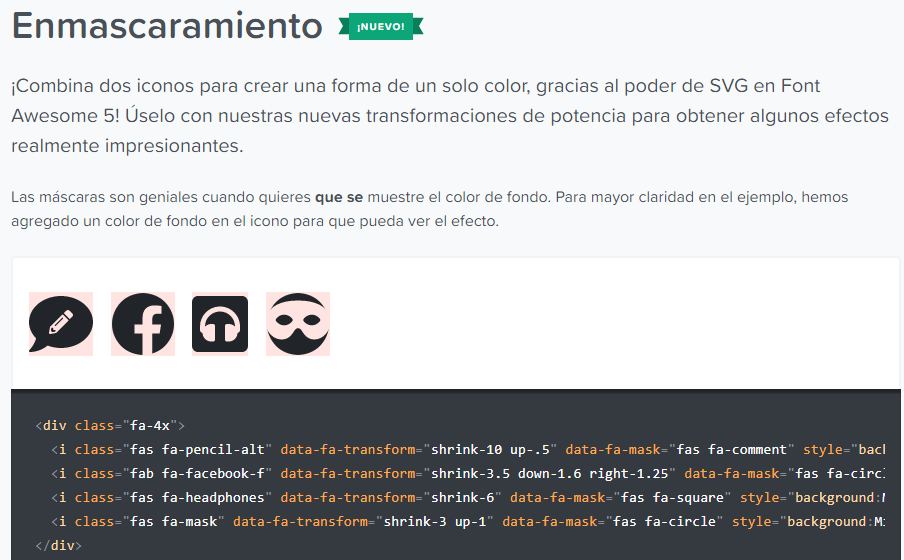 Enmascaramiento ¡NUEVO!
¡Combina dos iconos para crear una forma de un solo color, gracias al poder de SVG en Font
Awesome 5! Úselo con nuestras nuevas transformaciones de potencia para obtener algunos efectos
realmente impresionantes.
Las máscaras son geniales cuando quieres que se muestre el color de fondo. Para mayor claridad en el ejemplo, hemos
agregado un color de fondo en el icono para que pueda ver el efecto.
<div class="fa-4x">
<i class="fas fa-pencil-alt" data-fa-transform="shrink-10 up-.5" data-fa-mask="fas fa-comment" style="back
<i class="fab fa-facebook-f" data-fa-transform="shrink-3.5 down-1.6 right-1.25" data-fa-mask="fas fa-circl
<i class="fas fa-headphones" data-fa-transform="shrink-6" data-fa-mask="fas fa-square" style="background:M
<i class="fas fa-mask" data-fa-transform="shrink-3 up-1" data-fa-mask="fas fa-circle" style="background:Mi
</div>